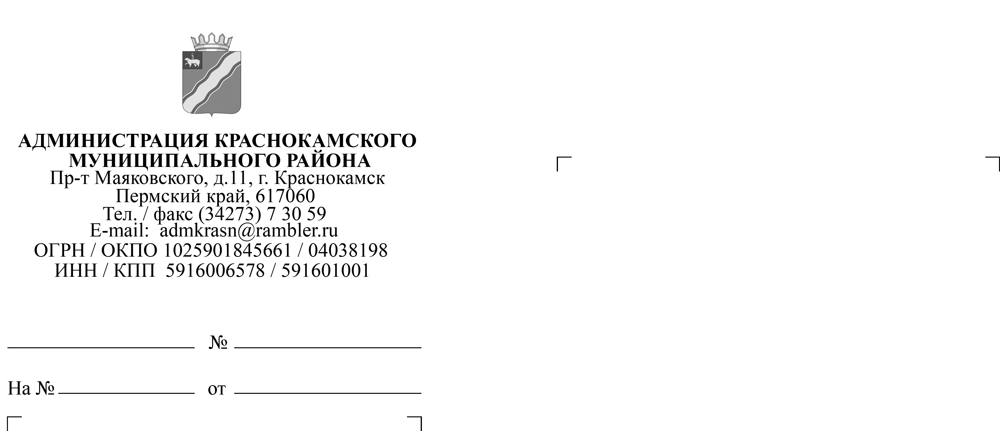 АДМИНИСТРАЦИЯ КРАСНОКАМСКОГО
МУНИЦИПАЛЬНОГО РАЙОНА
Пр-т Маяковского, д.11, г. Краснокамск
Пермский край, 617060
Тел. / факс (34273) 7 30 59
E-mail: admkrasn@rambler.ru
ОГРН / ОКПО 1025901845661 / 04038198
ИНН / КПП 5916006578 / 591601001
№
На № от